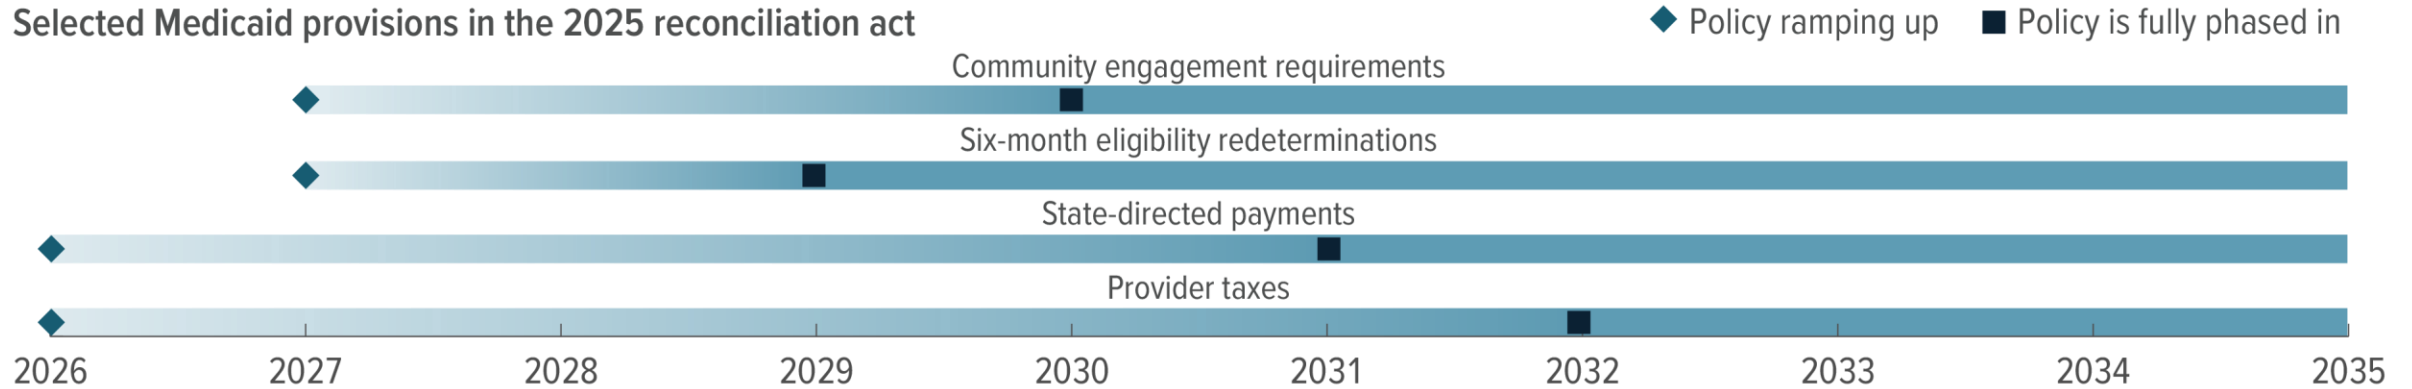 Selected Medicaid provisions in the 2025 reconciliation act
Policy ramping up
Policy is fully phased in
Community engagement requirements
Six-month eligibility redeterminations
State-directed payments
Provider taxes
2026 2027 2028 2029 2030 2031 2032 2033 2034 2035